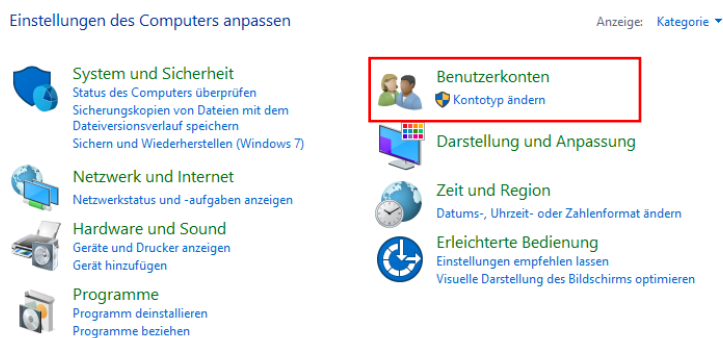 Einstellungen des Computers anpassen
Anzeige: Kategorie
System und Sicherheit
Status des Computers überprüfen
Sicherungskopien von Dateien mit dem
Dateiversionsverlauf speichern
Sichern und Wiederherstellen (Windows 7)
Netzwerk und Internet
Netzwerkstatus und -aufgaben anzeigen
Hardware und Sound
Geräte und Drucker anzeigen
Gerät hinzufügen
Programme
Programm deinstallieren
Programme beziehen
Benutzerkonten
Kontotyp ändern
Darstellung und Anpassung
Zeit und Region
Datums-, Uhrzeit- oder Zahlenformat ändern
Erleichterte Bedienung
Einstellungen empfehlen lassen
Visuelle Darstellung des Bildschirms optimieren